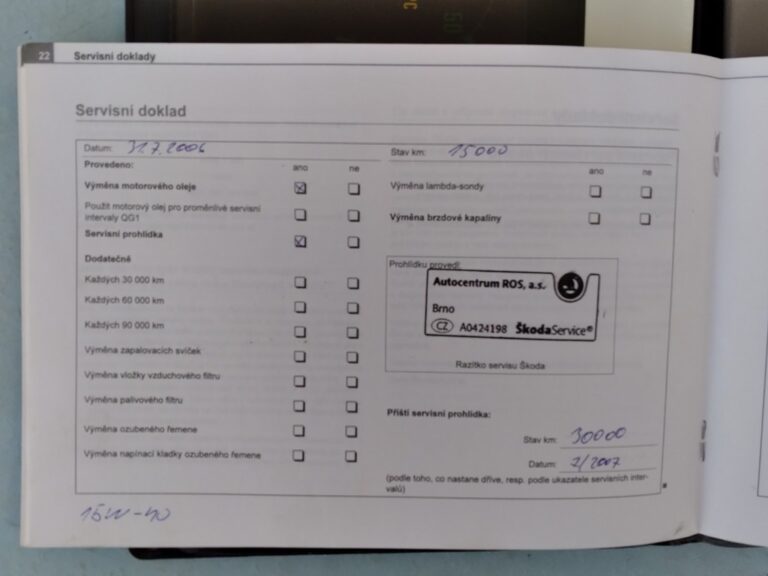 22 Servisní doklady
Servisní doklad
Datum: 31.7.2006
Stav km: 15000
Provedeno:
ano ne
Výměna motorového oleje
Použit motorový olej pro proměnlivé servisní
intervaly QG1
Servisní prohlídka
Dodatečně
Každých 30 000 km
Každých 60 000 km
Každých 90 000 km
Výměna zapalovacích svíček
Výměna vložky vzduchového filtru
Výměna palivového filtru
Výměna ozubeného řemene
Výměna napínací kladky ozubeného řemene
ano ne
Výměna lambda-sondy
Výměna brzdové kapaliny
Prohlídku provedl:
Autocentrum ROS, a.s.
Brno
CZ A0424198 ŠkodaService®
Razítko servisu Škoda
Příští servisní prohlídka:
Stav km: 30000
Datum: 7/2007
(podle toho, co nastane dříve, resp. podle ukazatele servisních inter-
valů)
15W-40